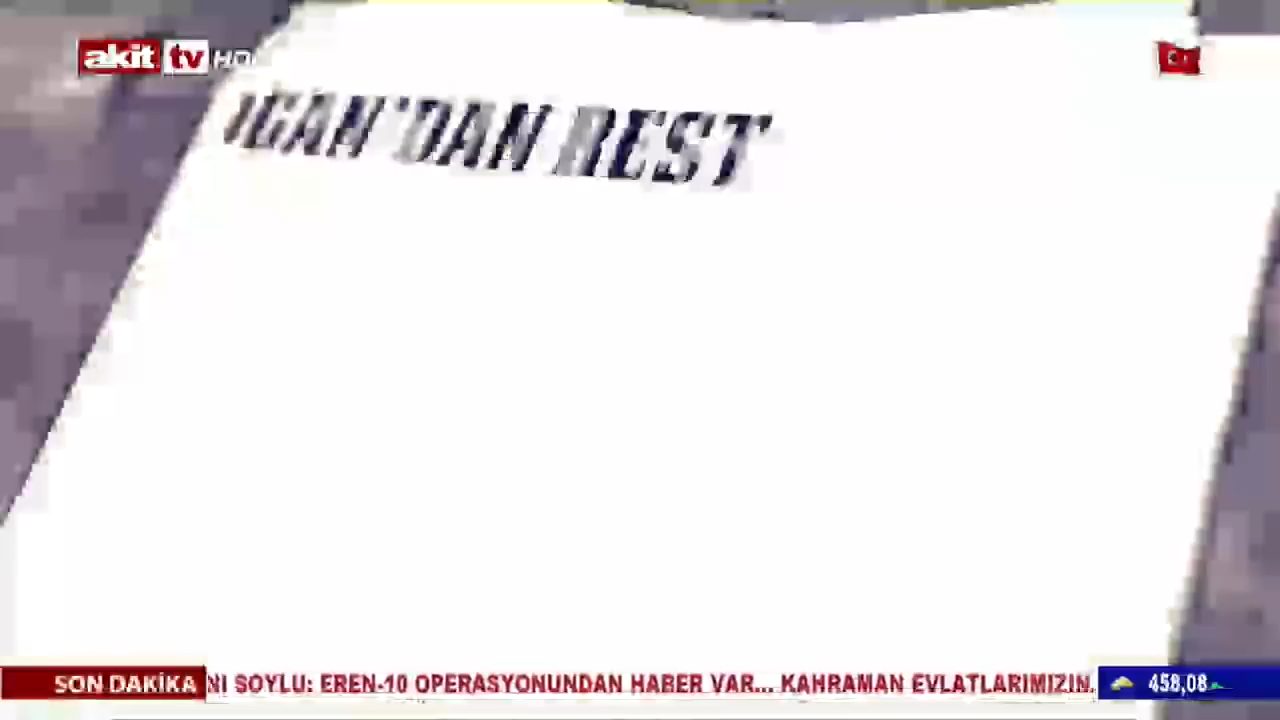 akit tv HD
IGAN'DAN REST
SON DAKİKA NI SOYLU: EREN-10 OPERASYONUNDAN HABER VAR... KAHRAMAN EVLATLARIMIZIN, 458,08